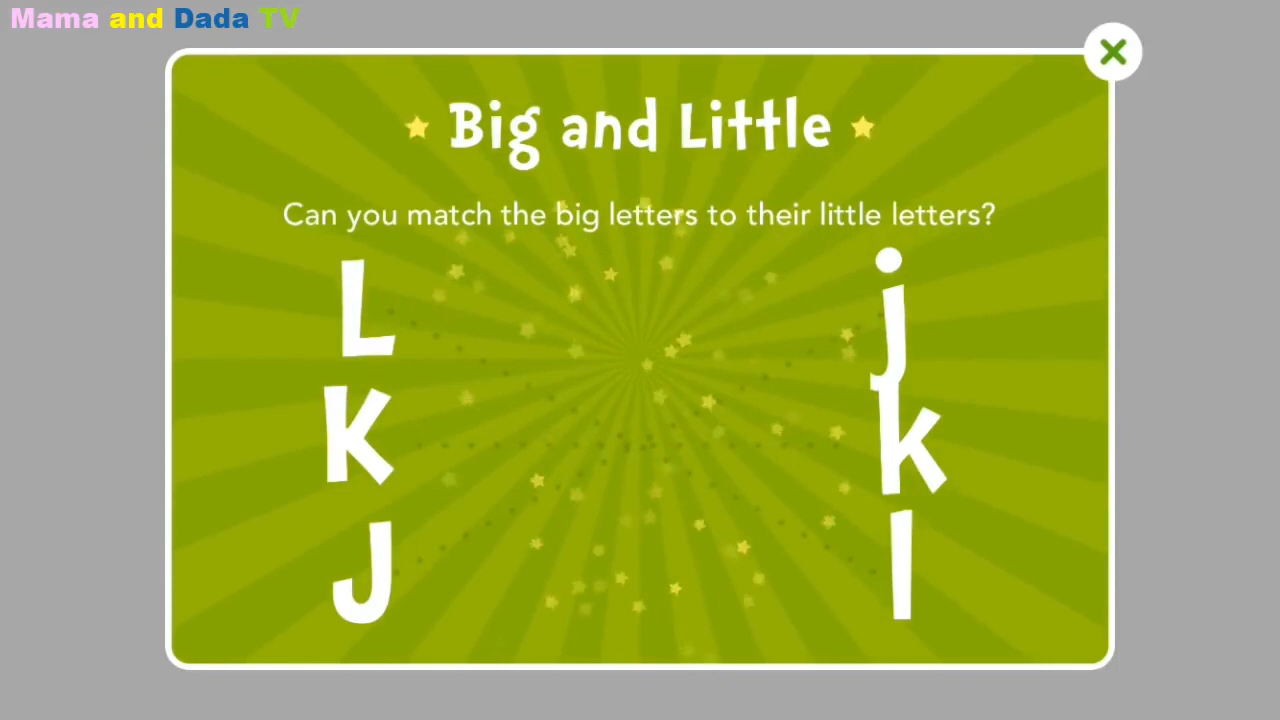 Mama and Dada TV
Big and Little
Can you match the big letters to their little letters?
L j
K k
J l